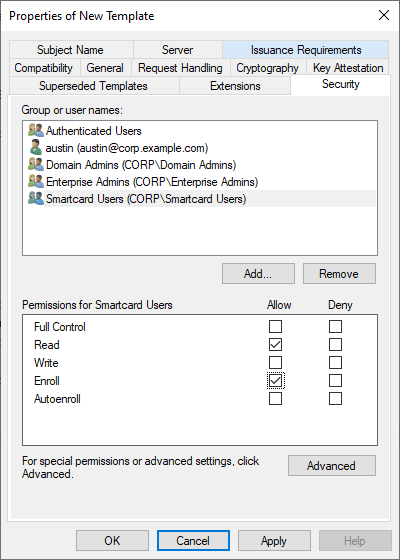 Properties of New Template
Subject Name Server Issuance Requirements
Compatibility General Request Handling Cryptography Key Attestation
Superseded Templates Extensions Security
Group or user names:
Authenticated Users
austin (austin@corp.example.com)
Domain Admins (CORP\Domain Admins)
Enterprise Admins (CORP\Enterprise Admins)
Smartcard Users (CORP\Smartcard Users)
Add... Remove
Permissions for Smartcard Users Allow Deny
Full Control
Read
Write
Enroll
Autoenroll
For special permissions or advanced settings, click
Advanced.
Advanced
OK Cancel Apply Help